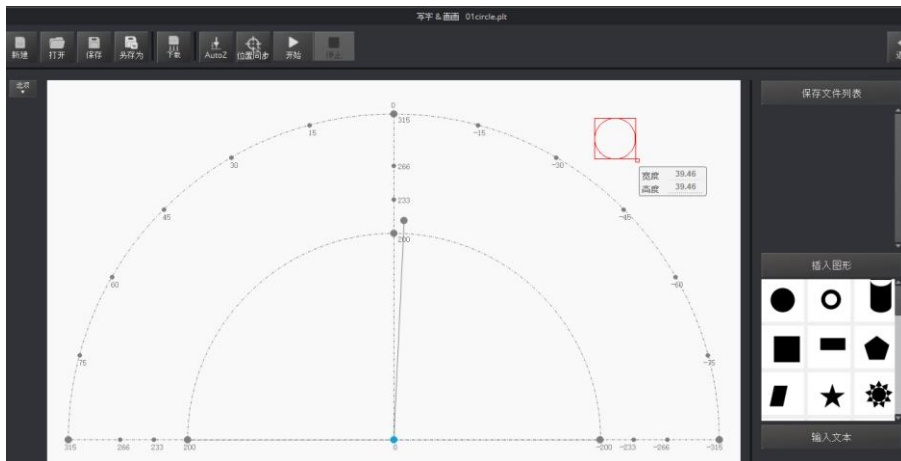 写字 & 画画 01circle.plt
新建 打开 保存 另存为 下载 AutoZ 位置同步 开始 停止
选项
保存文件列表
0
315
15 -15
266
30 -30
宽度 39.46
高度 39.46
233
45 -45
200
60 -60
75 -75
315 266 233 200 0 -200 -233 -266 -315
插入图形
输入文本